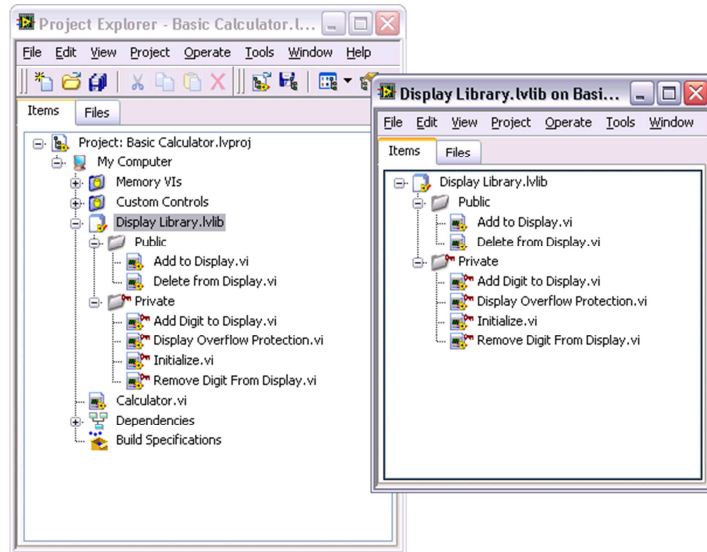 Project Explorer - Basic Calculator.l...
File Edit View Project Operate Tools Window Help
Items Files
Project: Basic Calculator.lvproj
My Computer
Memory VIs
Custom Controls
Display Library.lvlib
Public
Add to Display.vi
Delete from Display.vi
Private
Add Digit to Display.vi
Display Overflow Protection.vi
Initialize.vi
Remove Digit From Display.vi
Calculator.vi
Dependencies
Build Specifications
Display Library.lvlib on Basi...
File Edit View Project Operate Tools Window
Items Files
Display Library.lvlib
Public
Add to Display.vi
Delete from Display.vi
Private
Add Digit to Display.vi
Display Overflow Protection.vi
Initialize.vi
Remove Digit From Display.vi